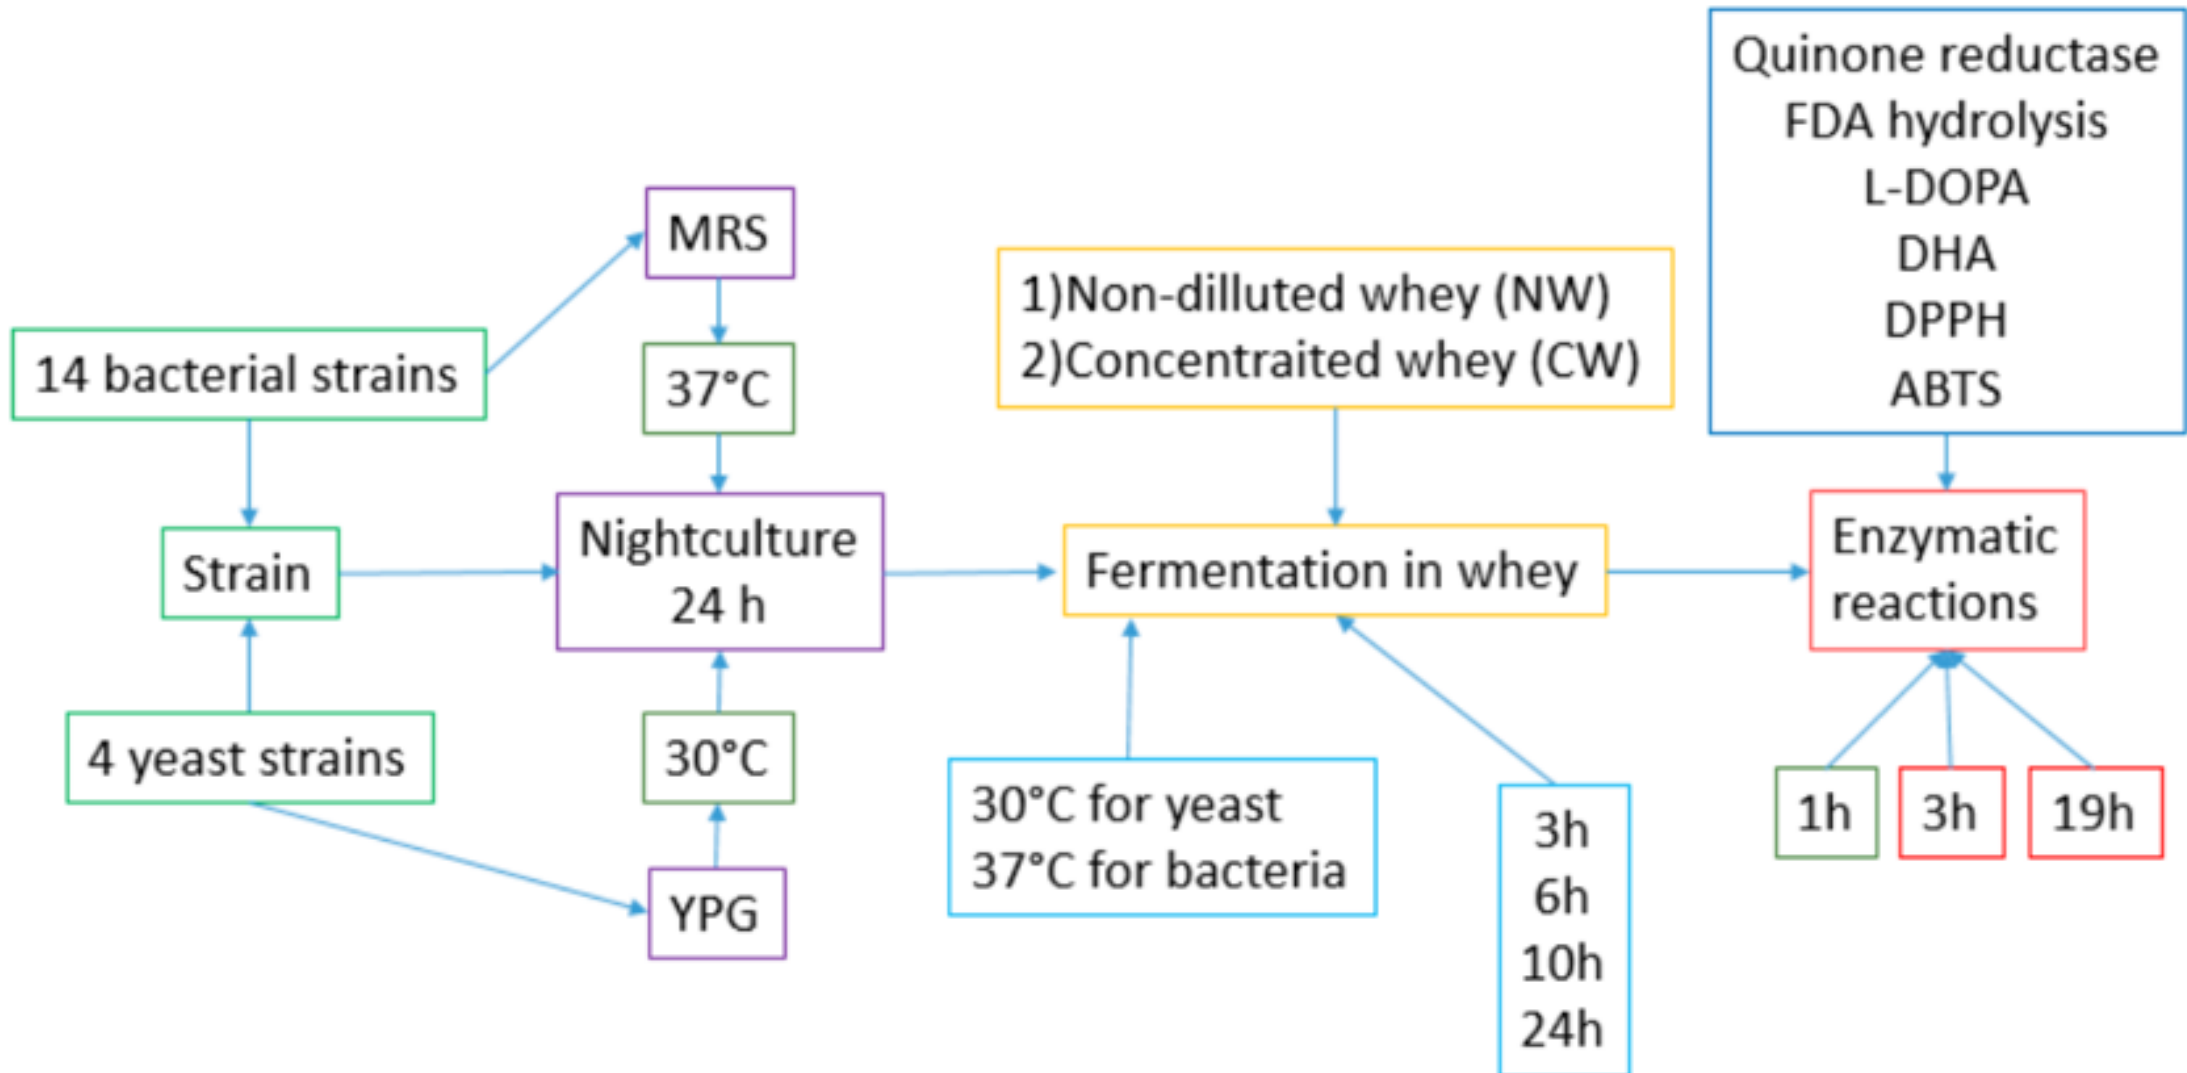 14 bacterial strains
Strain
4 yeast strains
MRS
37°C
Nightculture
24 h
30°C
YPG
1)Non-dilluted whey (NW)
2)Concentraited whey (CW)
Fermentation in whey
30°C for yeast
37°C for bacteria
3h
6h
10h
24h
Quinone reductase
FDA hydrolysis
L-DOPA
DHA
DPPH
ABTS
Enzymatic
reactions
1h
3h
19h